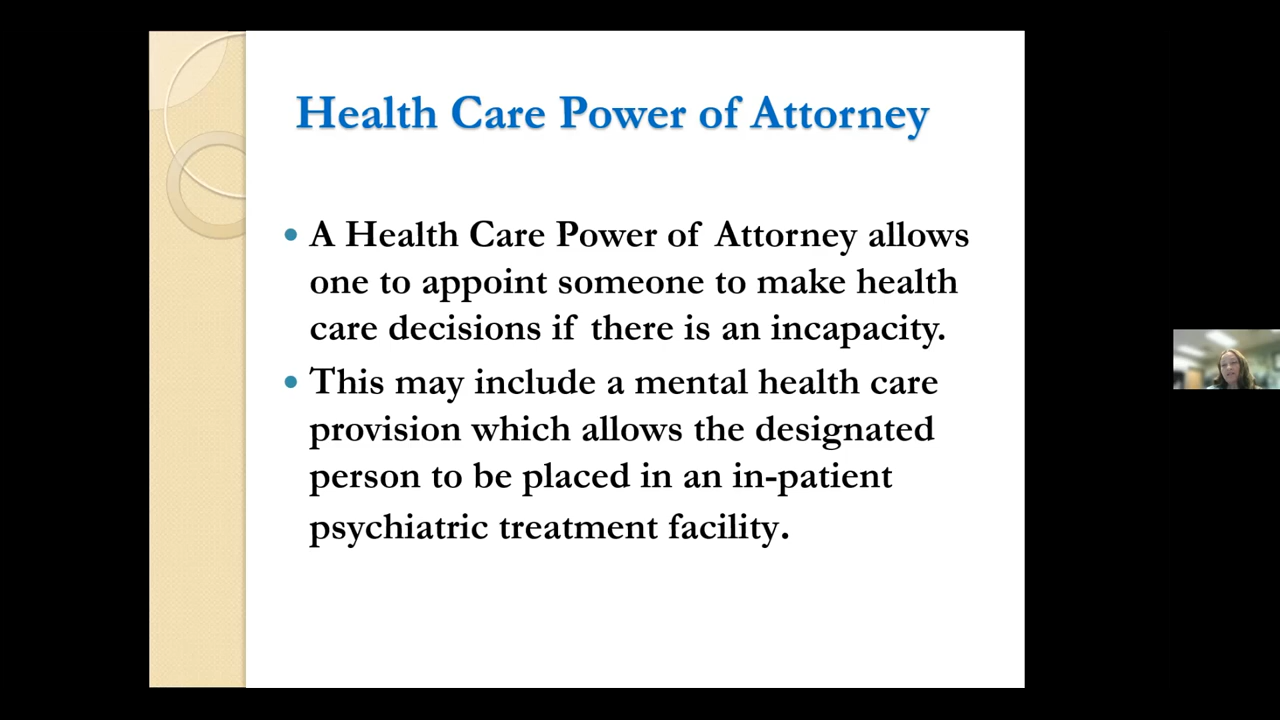 Health Care Power of Attorney
A Health Care Power of Attorney allows
one to appoint someone to make health
care decisions if there is an incapacity.
This may include a mental health care
provision which allows the designated
person to be placed in an in-patient
psychiatric treatment facility.